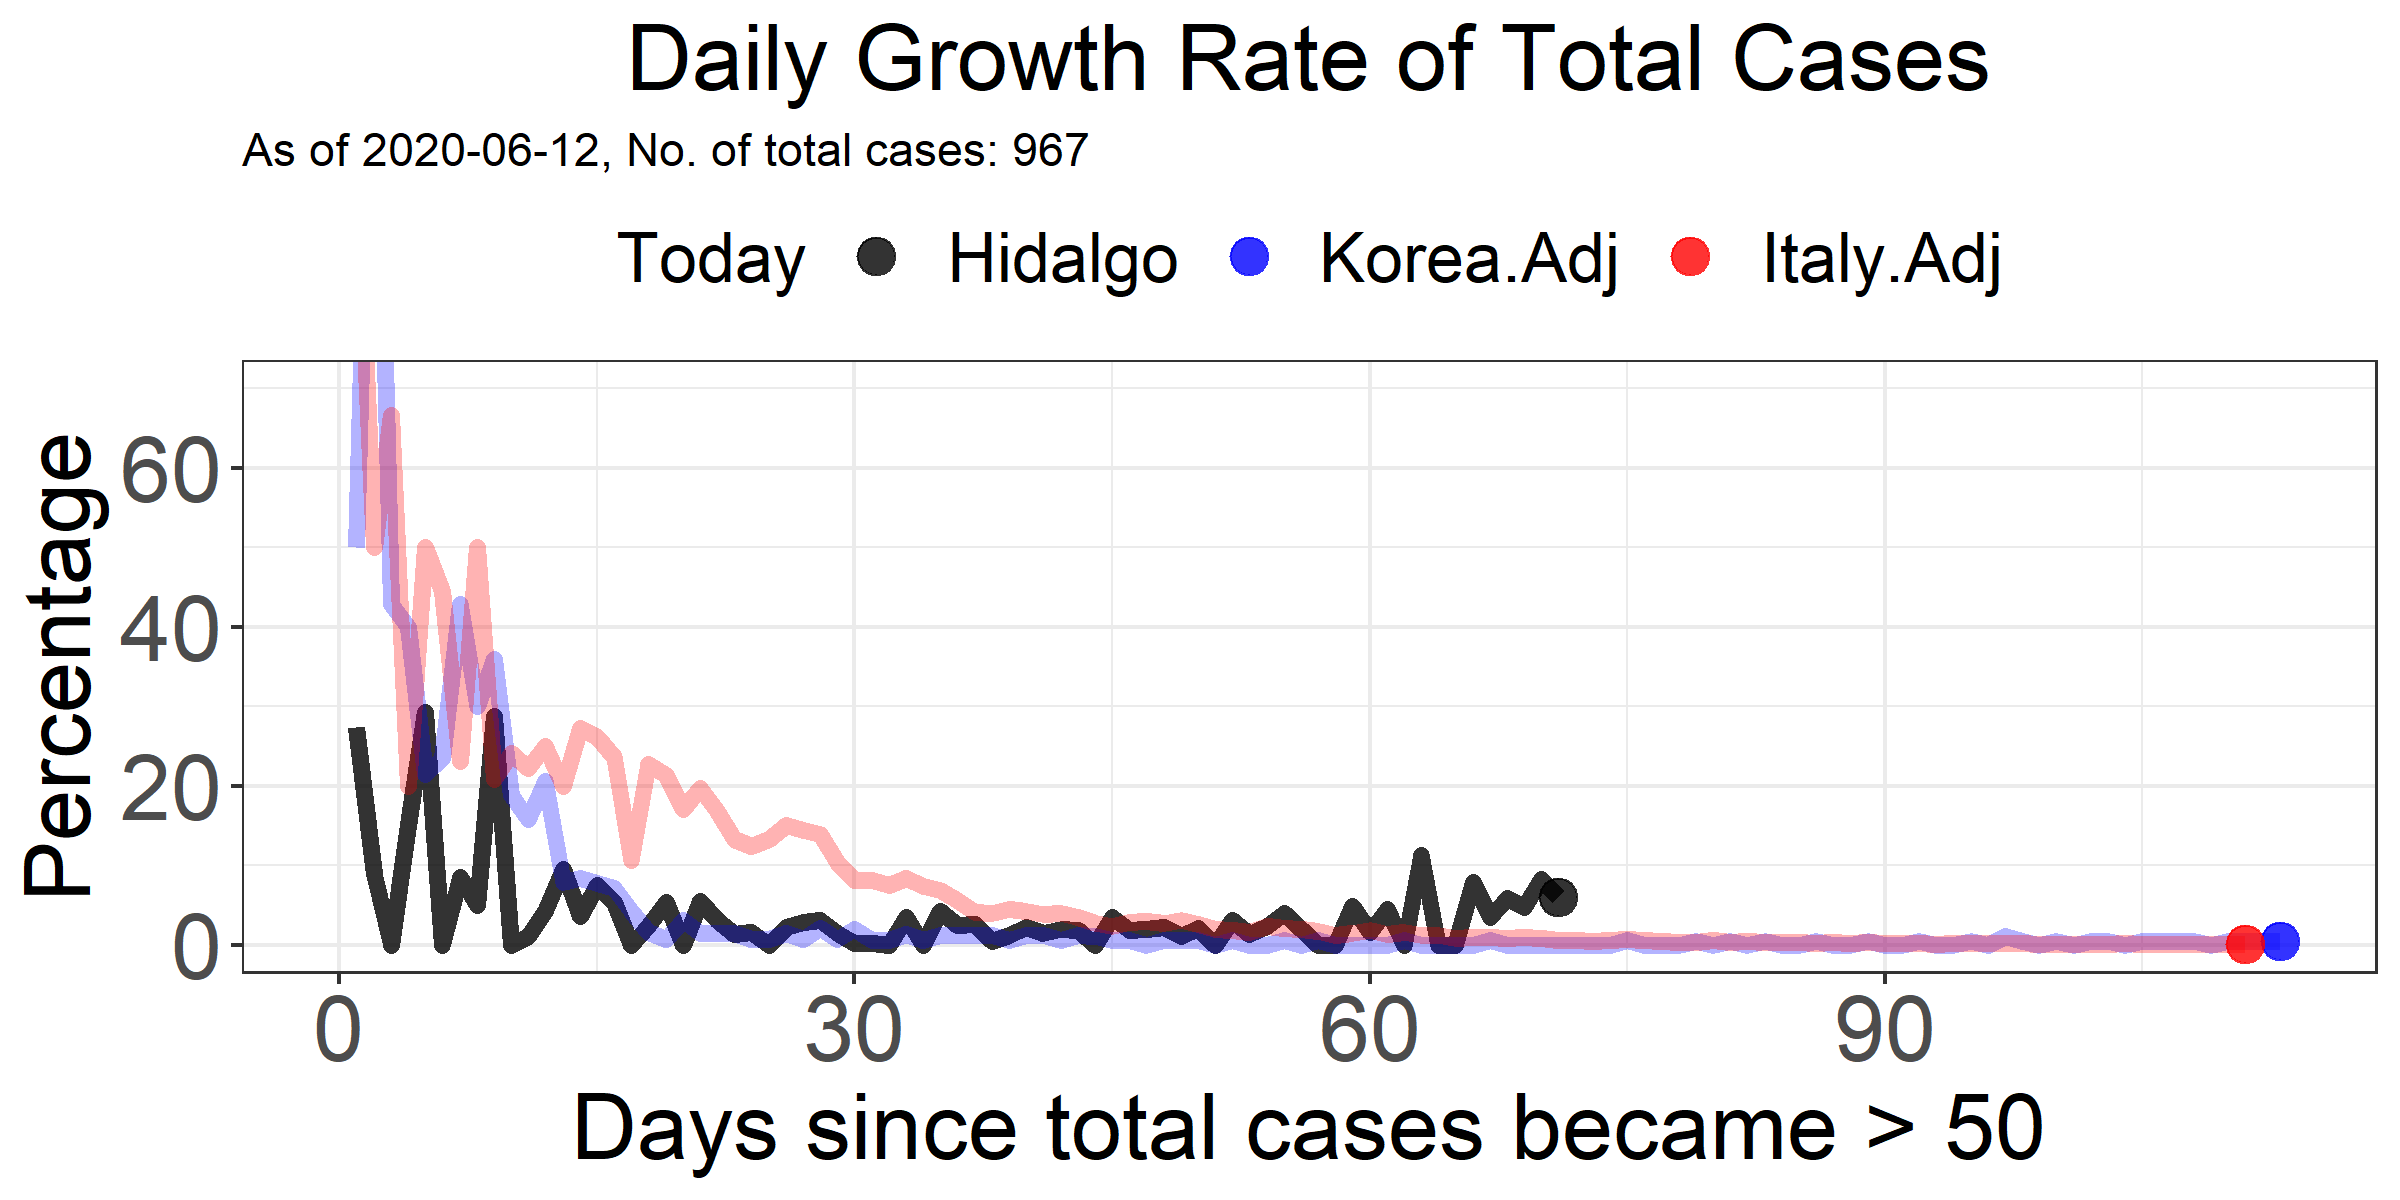 Daily Growth Rate of Total Cases
As of 2020-06-12, No. of total cases: 967
Today Hidalgo Korea.Adj Italy.Adj
Percentage
60
40
20
0
0 30 60 90
Days since total cases became > 50